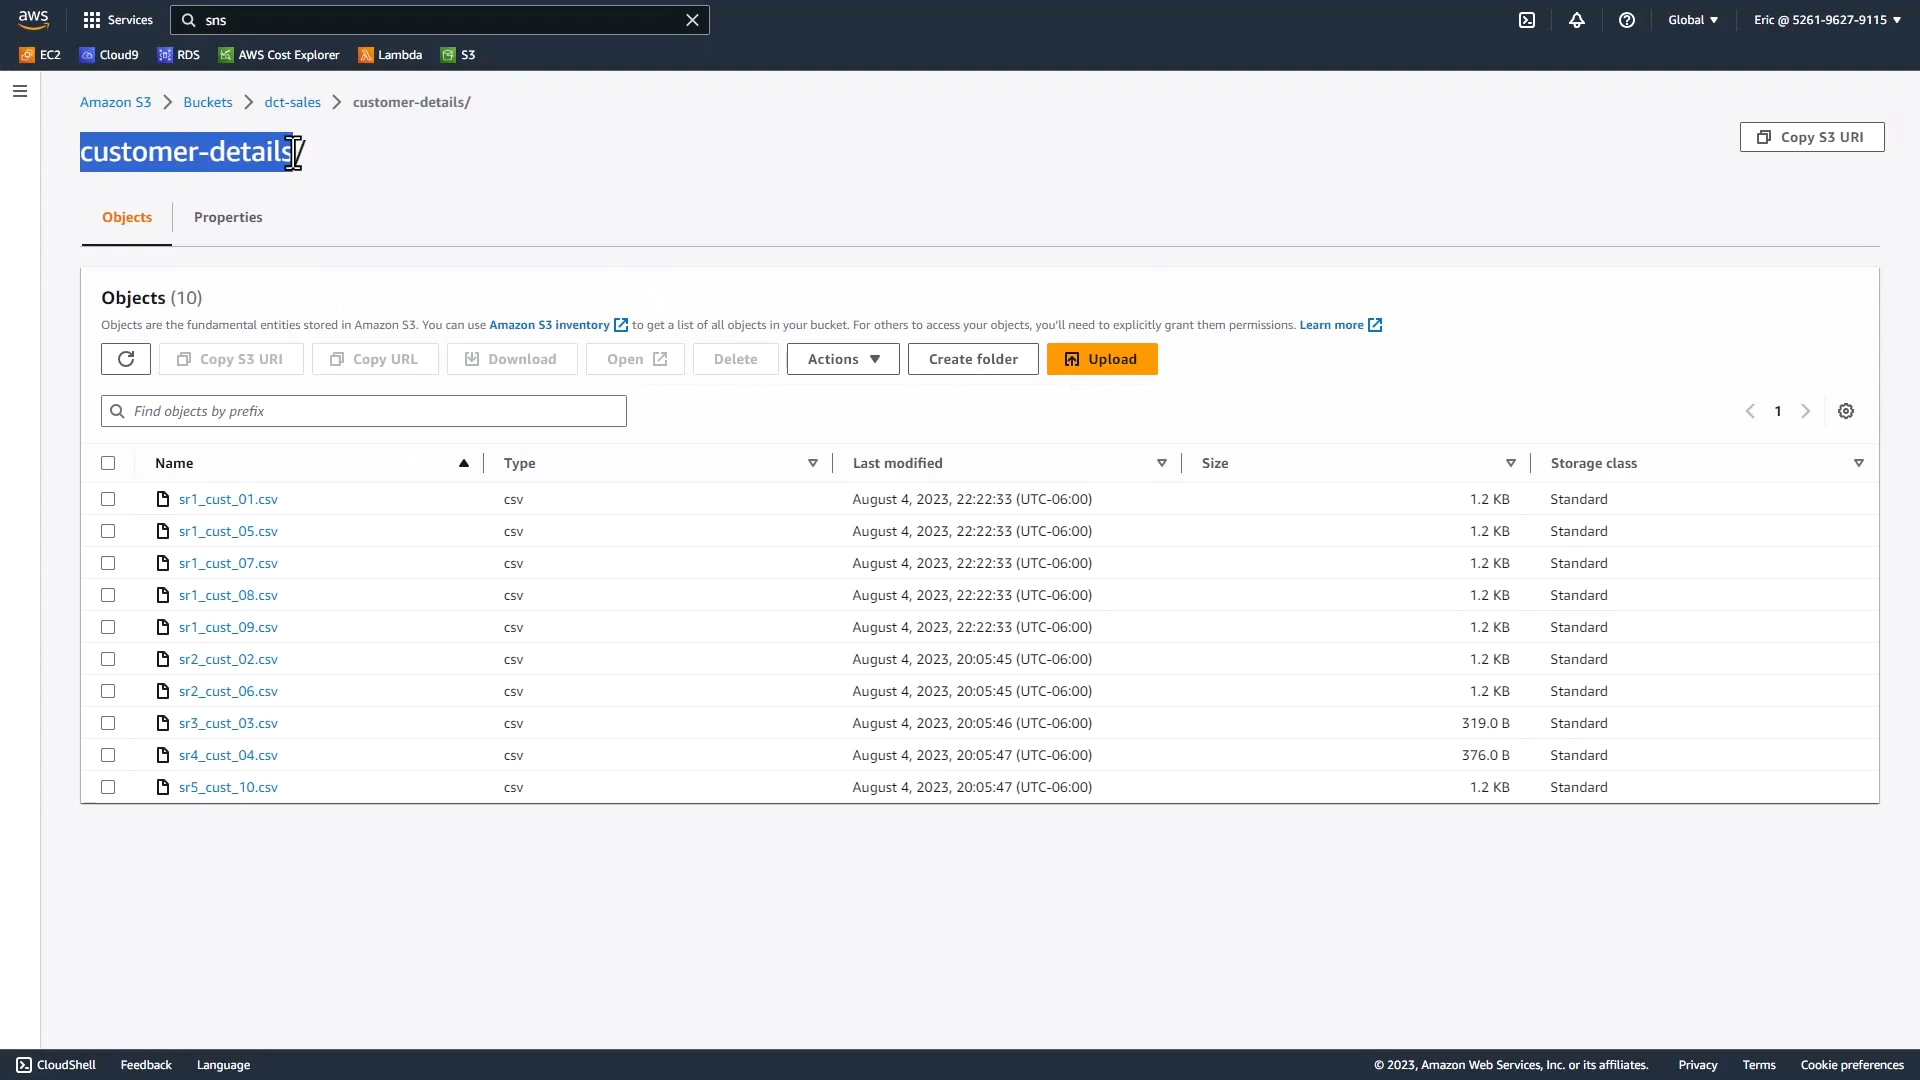 aws Services sns Global Eric @ 5261-9627-9115
EC2 Cloud9 RDS AWS Cost Explorer Lambda S3
Amazon S3 Buckets dct-sales customer-details/
customer-details/
Copy S3 URI
Objects Properties
Objects (10)
Objects are the fundamental entities stored in Amazon S3. You can use Amazon S3 inventory to get a list of all objects in your bucket. For others to access your objects, you'll need to explicitly grant them permissions. Learn more
Copy S3 URI Copy URL Download Open Delete Actions Create folder Upload
Find objects by prefix 1
Name Type Last modified Size Storage class
sr1_cust_01.csv csv August 4, 2023, 22:22:33 (UTC-06:00) 1.2 KB Standard
sr1_cust_05.csv csv August 4, 2023, 22:22:33 (UTC-06:00) 1.2 KB Standard
sr1_cust_07.csv csv August 4, 2023, 22:22:33 (UTC-06:00) 1.2 KB Standard
sr1_cust_08.csv csv August 4, 2023, 22:22:33 (UTC-06:00) 1.2 KB Standard
sr1_cust_09.csv csv August 4, 2023, 22:22:33 (UTC-06:00) 1.2 KB Standard
sr2_cust_02.csv csv August 4, 2023, 20:05:45 (UTC-06:00) 1.2 KB Standard
sr2_cust_06.csv csv August 4, 2023, 20:05:45 (UTC-06:00) 1.2 KB Standard
sr3_cust_03.csv csv August 4, 2023, 20:05:46 (UTC-06:00) 319.0 B Standard
sr4_cust_04.csv csv August 4, 2023, 20:05:47 (UTC-06:00) 376.0 B Standard
sr5_cust_10.csv csv August 4, 2023, 20:05:47 (UTC-06:00) 1.2 KB Standard
CloudShell Feedback Language © 2023, Amazon Web Services, Inc. or its affiliates. Privacy Terms Cookie preferences